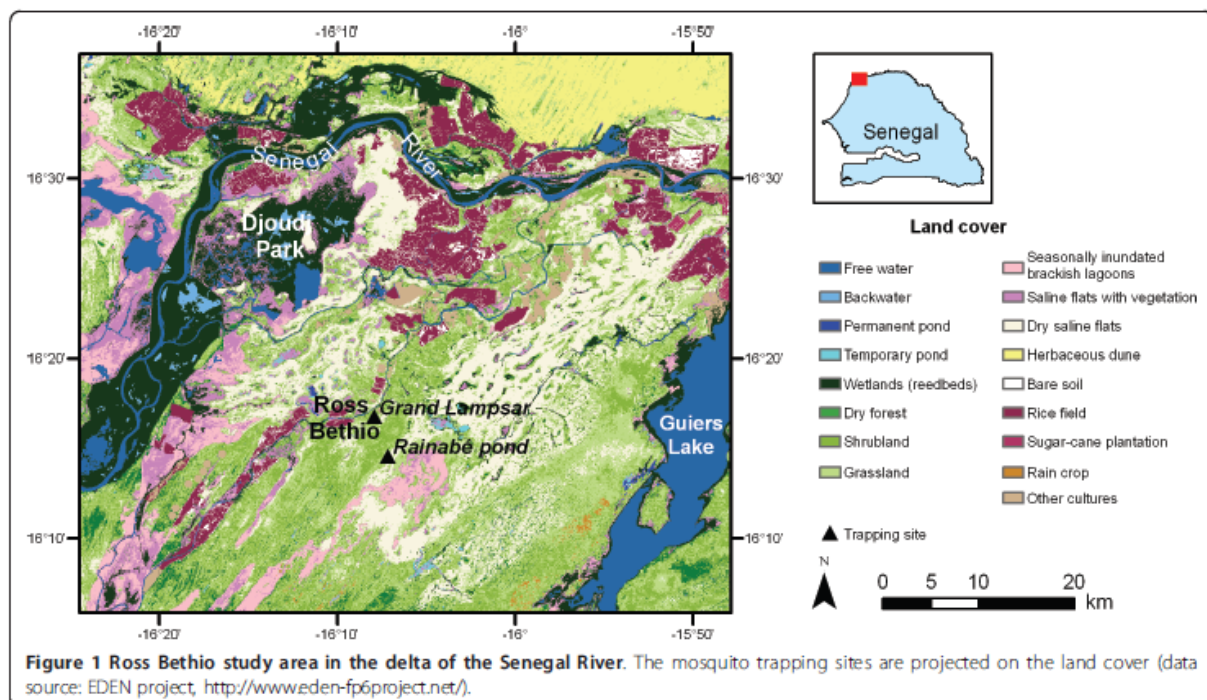 -16°20'
-16°10'
-16°
-15°50'
16°30'
16°20'
16°10'
16°30'
16°20'
16°10'
-16°20'
-16°10'
-16°
-15°50'
Senegal River
Djoudj
Park
Ross
Bethio
Grand Lampsar
Rainabé pond
Guiers
Lake
Senegal
Land cover
Free water
Backwater
Permanent pond
Temporary pond
Wetlands (reedbeds)
Dry forest
Shrubland
Grassland
Seasonally inundated
brackish lagoons
Saline flats with vegetation
Dry saline flats
Herbaceous dune
Bare soil
Rice field
Sugar-cane plantation
Rain crop
Other cultures
Trapping site
N
0 5 10 20
km
Figure 1 Ross Bethio study area in the delta of the Senegal River. The mosquito trapping sites are projected on the land cover (data
source: EDEN project, http://www.eden-fp6project.net/).